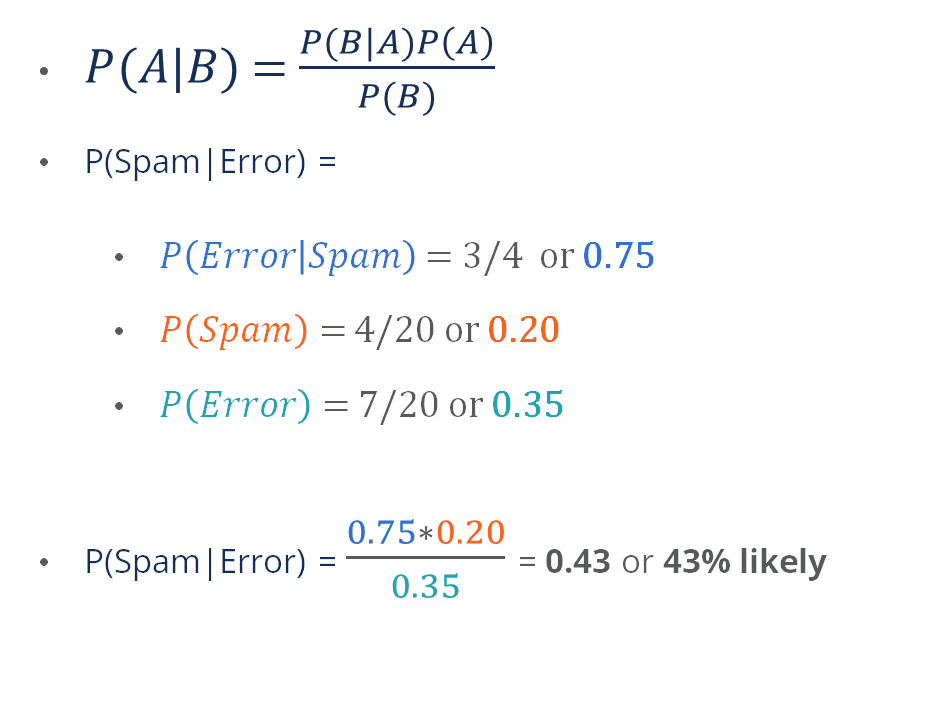 • P(A|B) = P(B|A)P(A) / P(B)
• P(Spam|Error) =
• P(Error|Spam) = 3/4 or 0.75
• P(Spam) = 4/20 or 0.20
• P(Error) = 7/20 or 0.35
• P(Spam|Error) = 0.75*0.20 / 0.35 = 0.43 or 43% likely